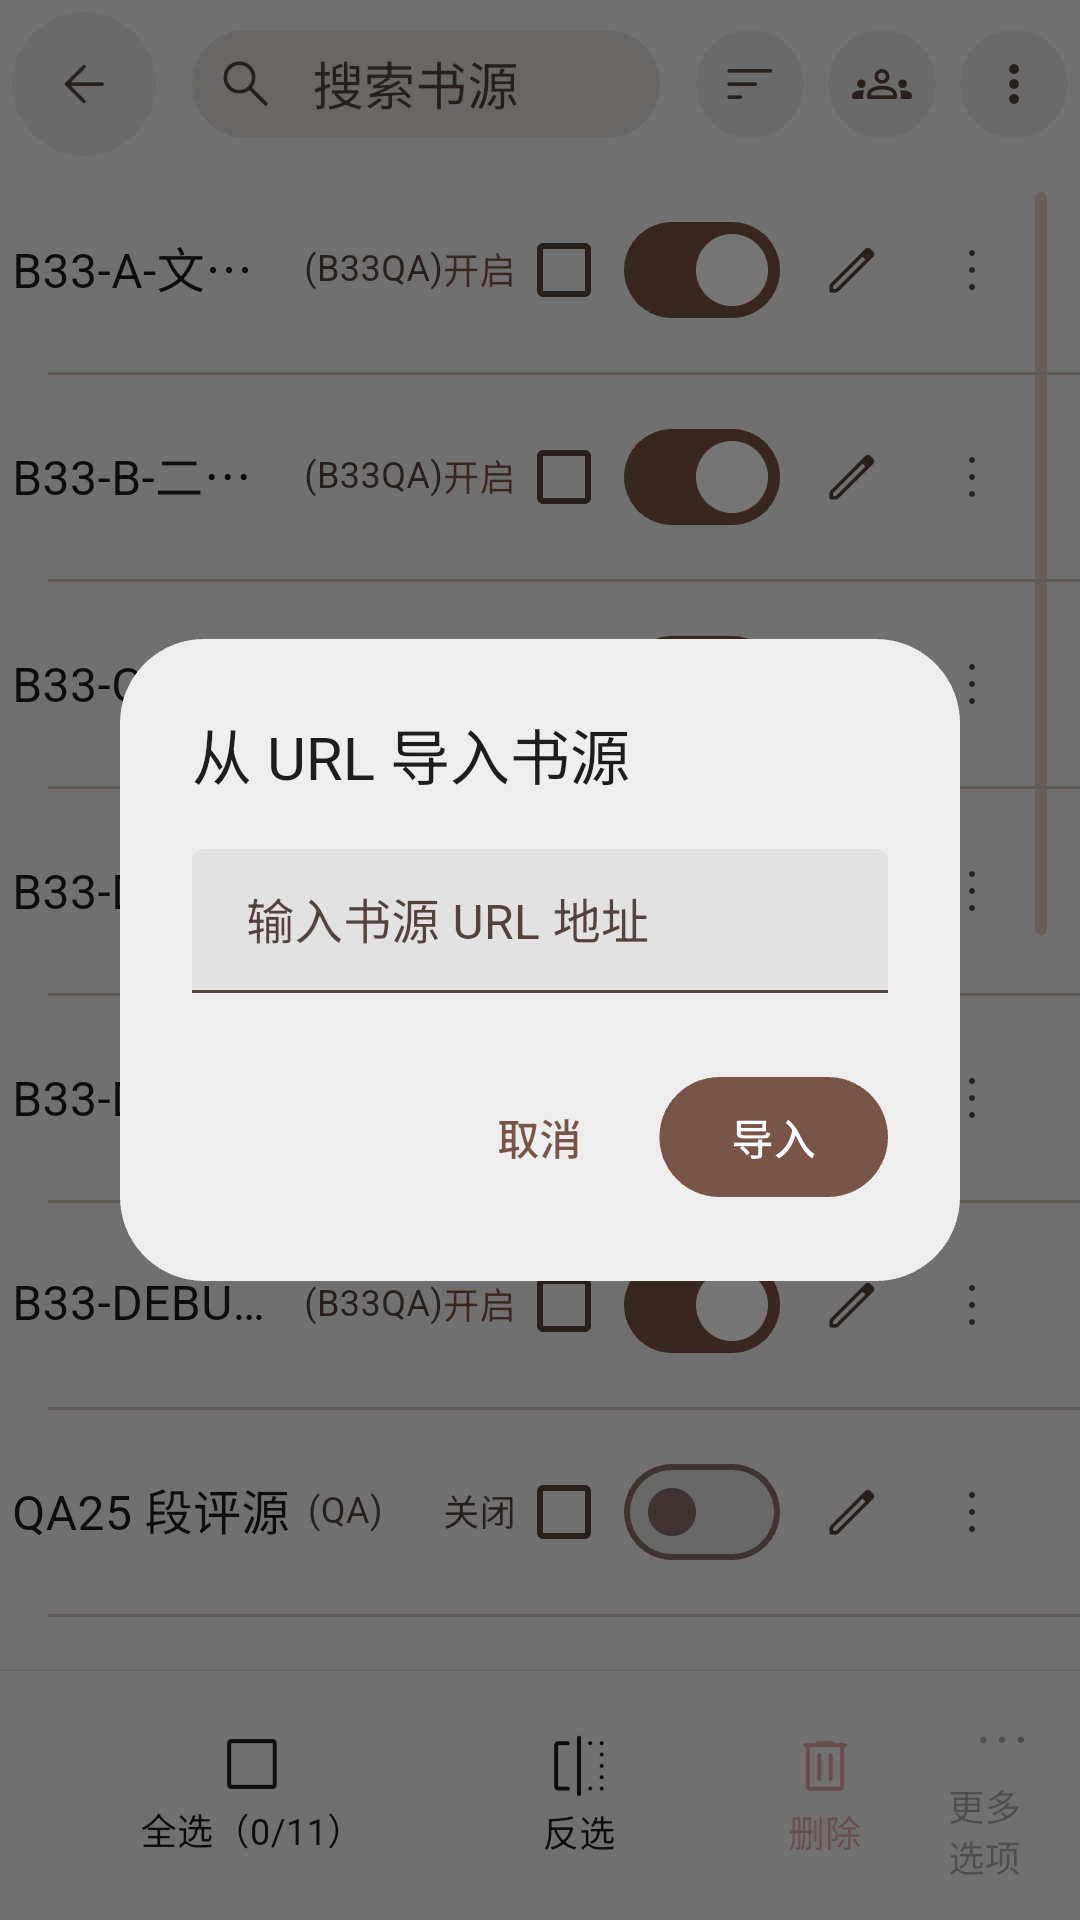 搜索书源
B33-A-文… (B33QA)开启
B33-B-二… (B33QA)开启
B33-
从 URL 导入书源
B33-
输入书源 URL 地址
B33-
取消 导入
B33-DEBU... (B33QA)开启
QA25 段评源 (QA) 关闭
全选（0/11） 反选 删除 更多
选项